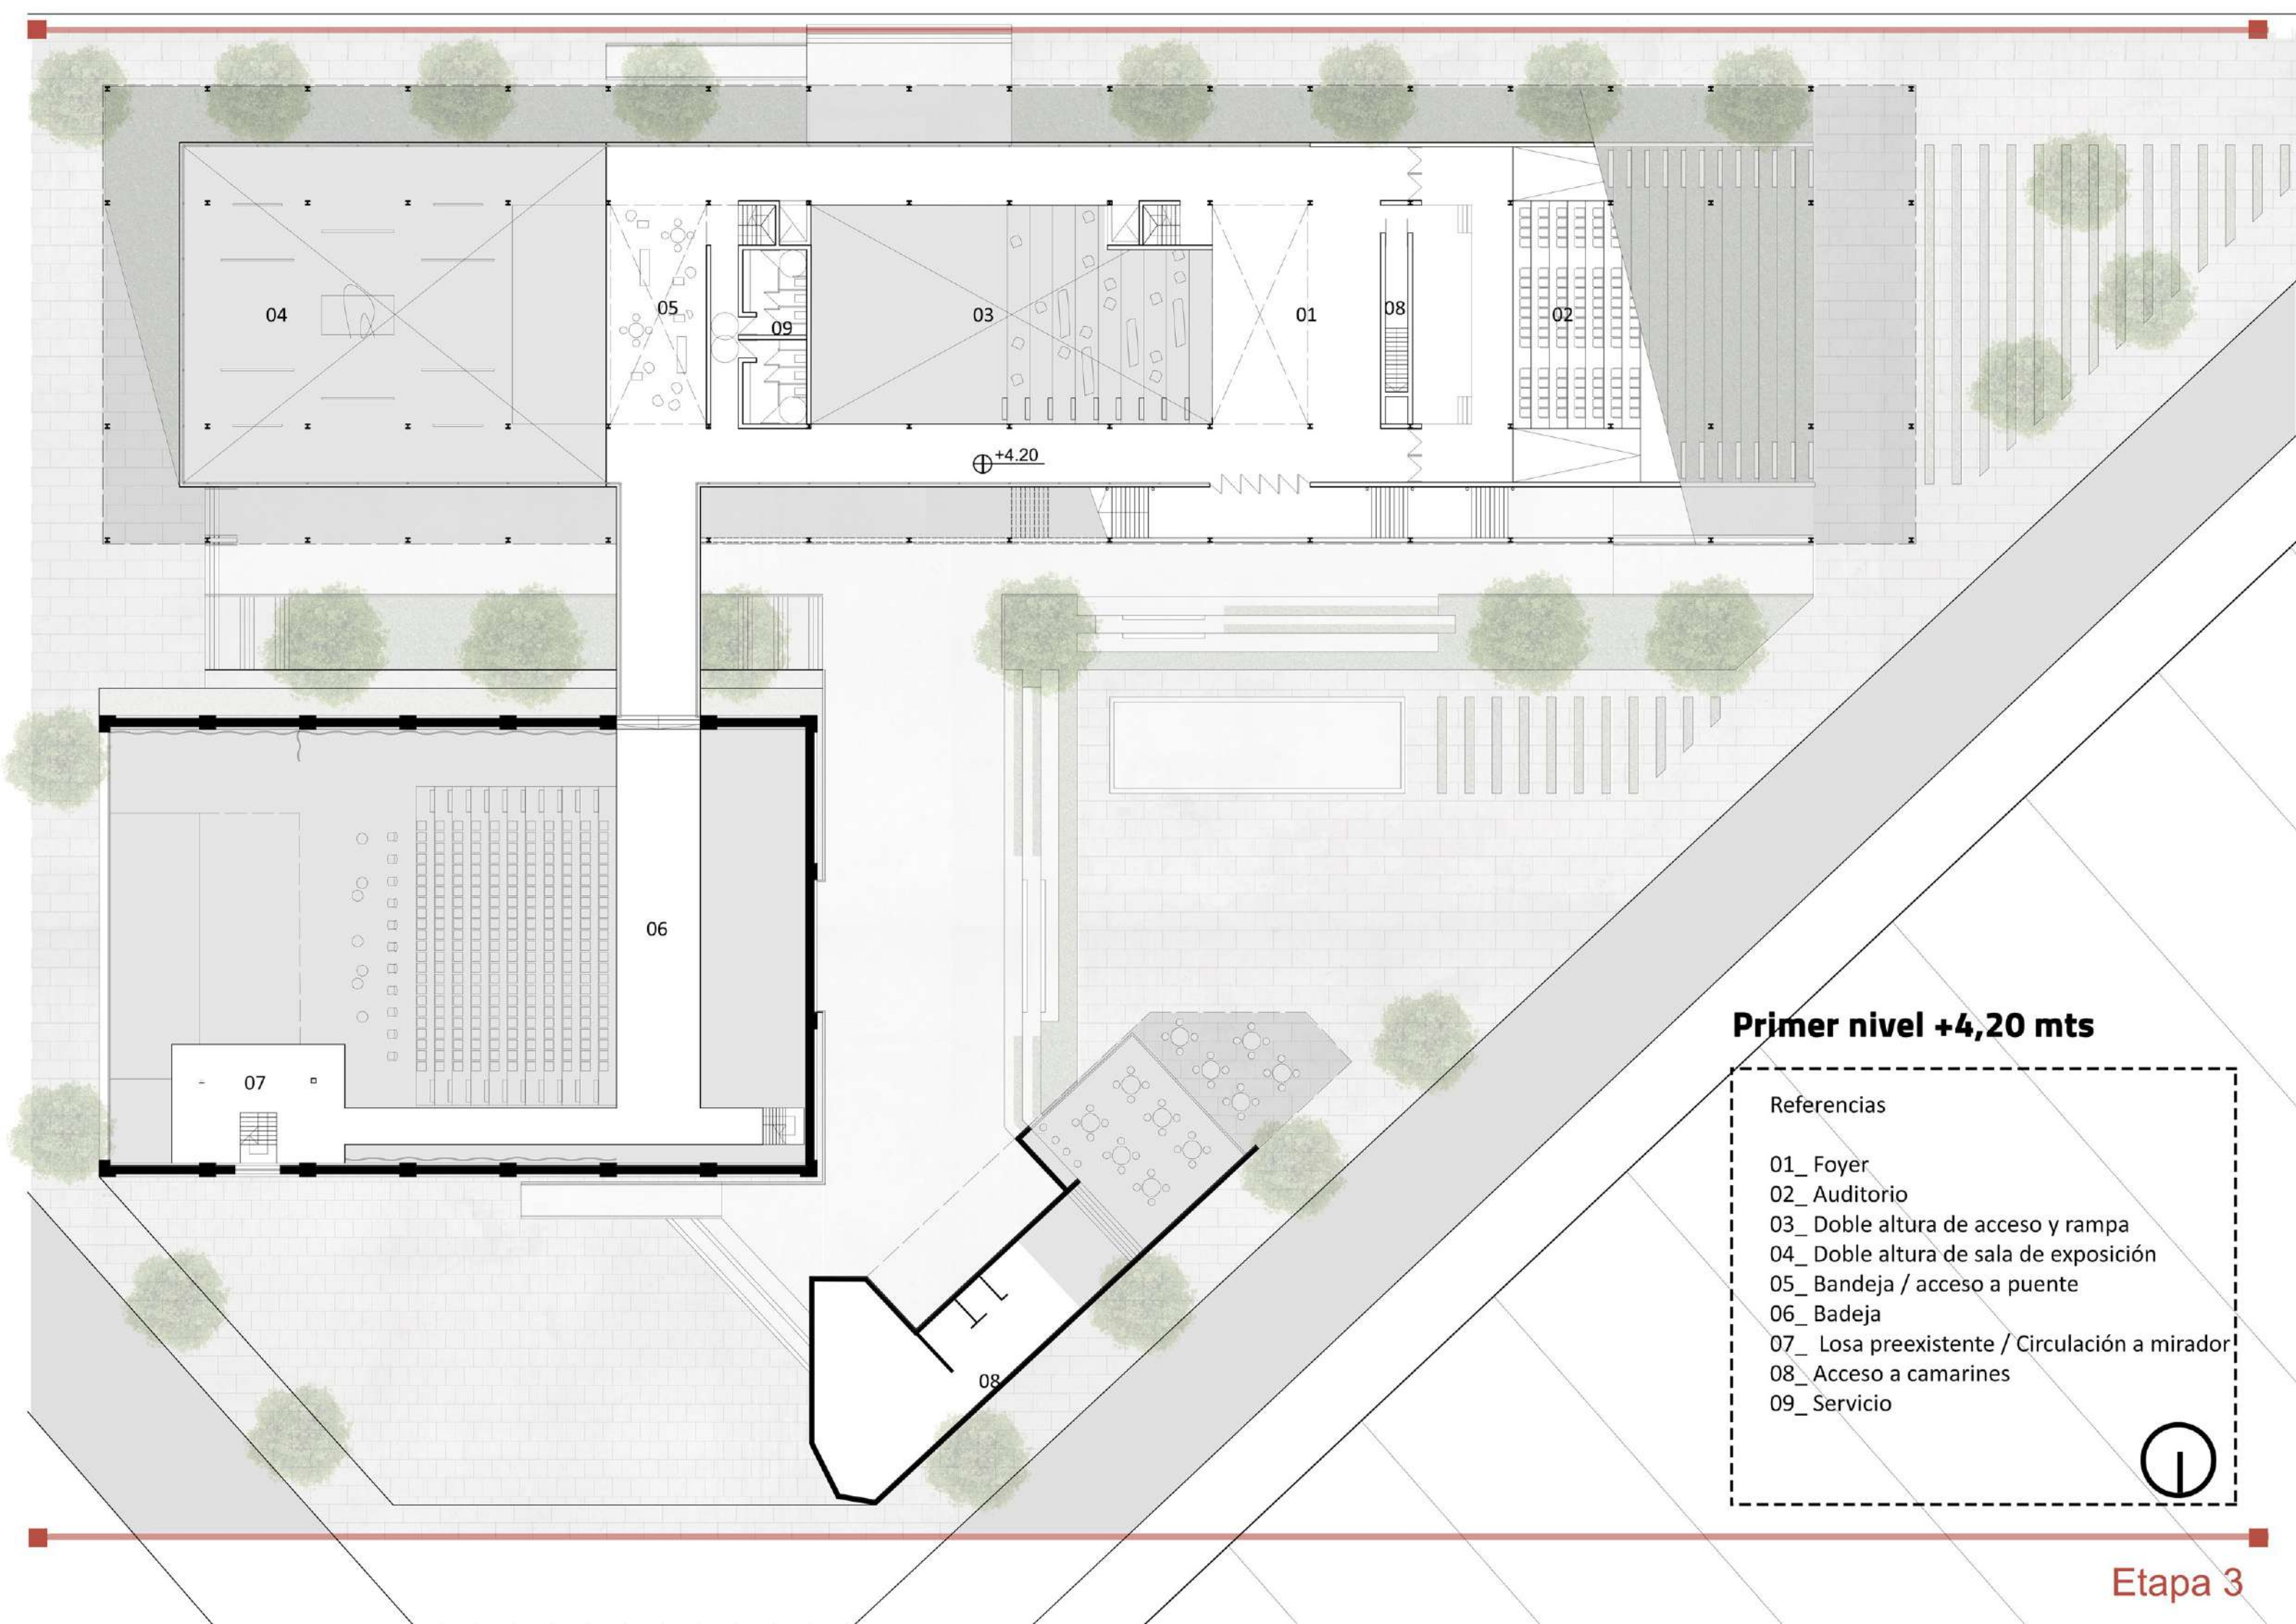 04
05
09
03
01
08
02
+4.20
06
07
08
Primer nivel +4,20 mts
Referencias
01_ Foyer
02_ Auditorio
03_ Doble altura de acceso y rampa
04_ Doble altura de sala de exposición
05_ Bandeja / acceso a puente
06_ Badeja
07_ Losa preexistente / Circulación a mirador
08_ Acceso a camarines
09_ Servicio
Etapa 3